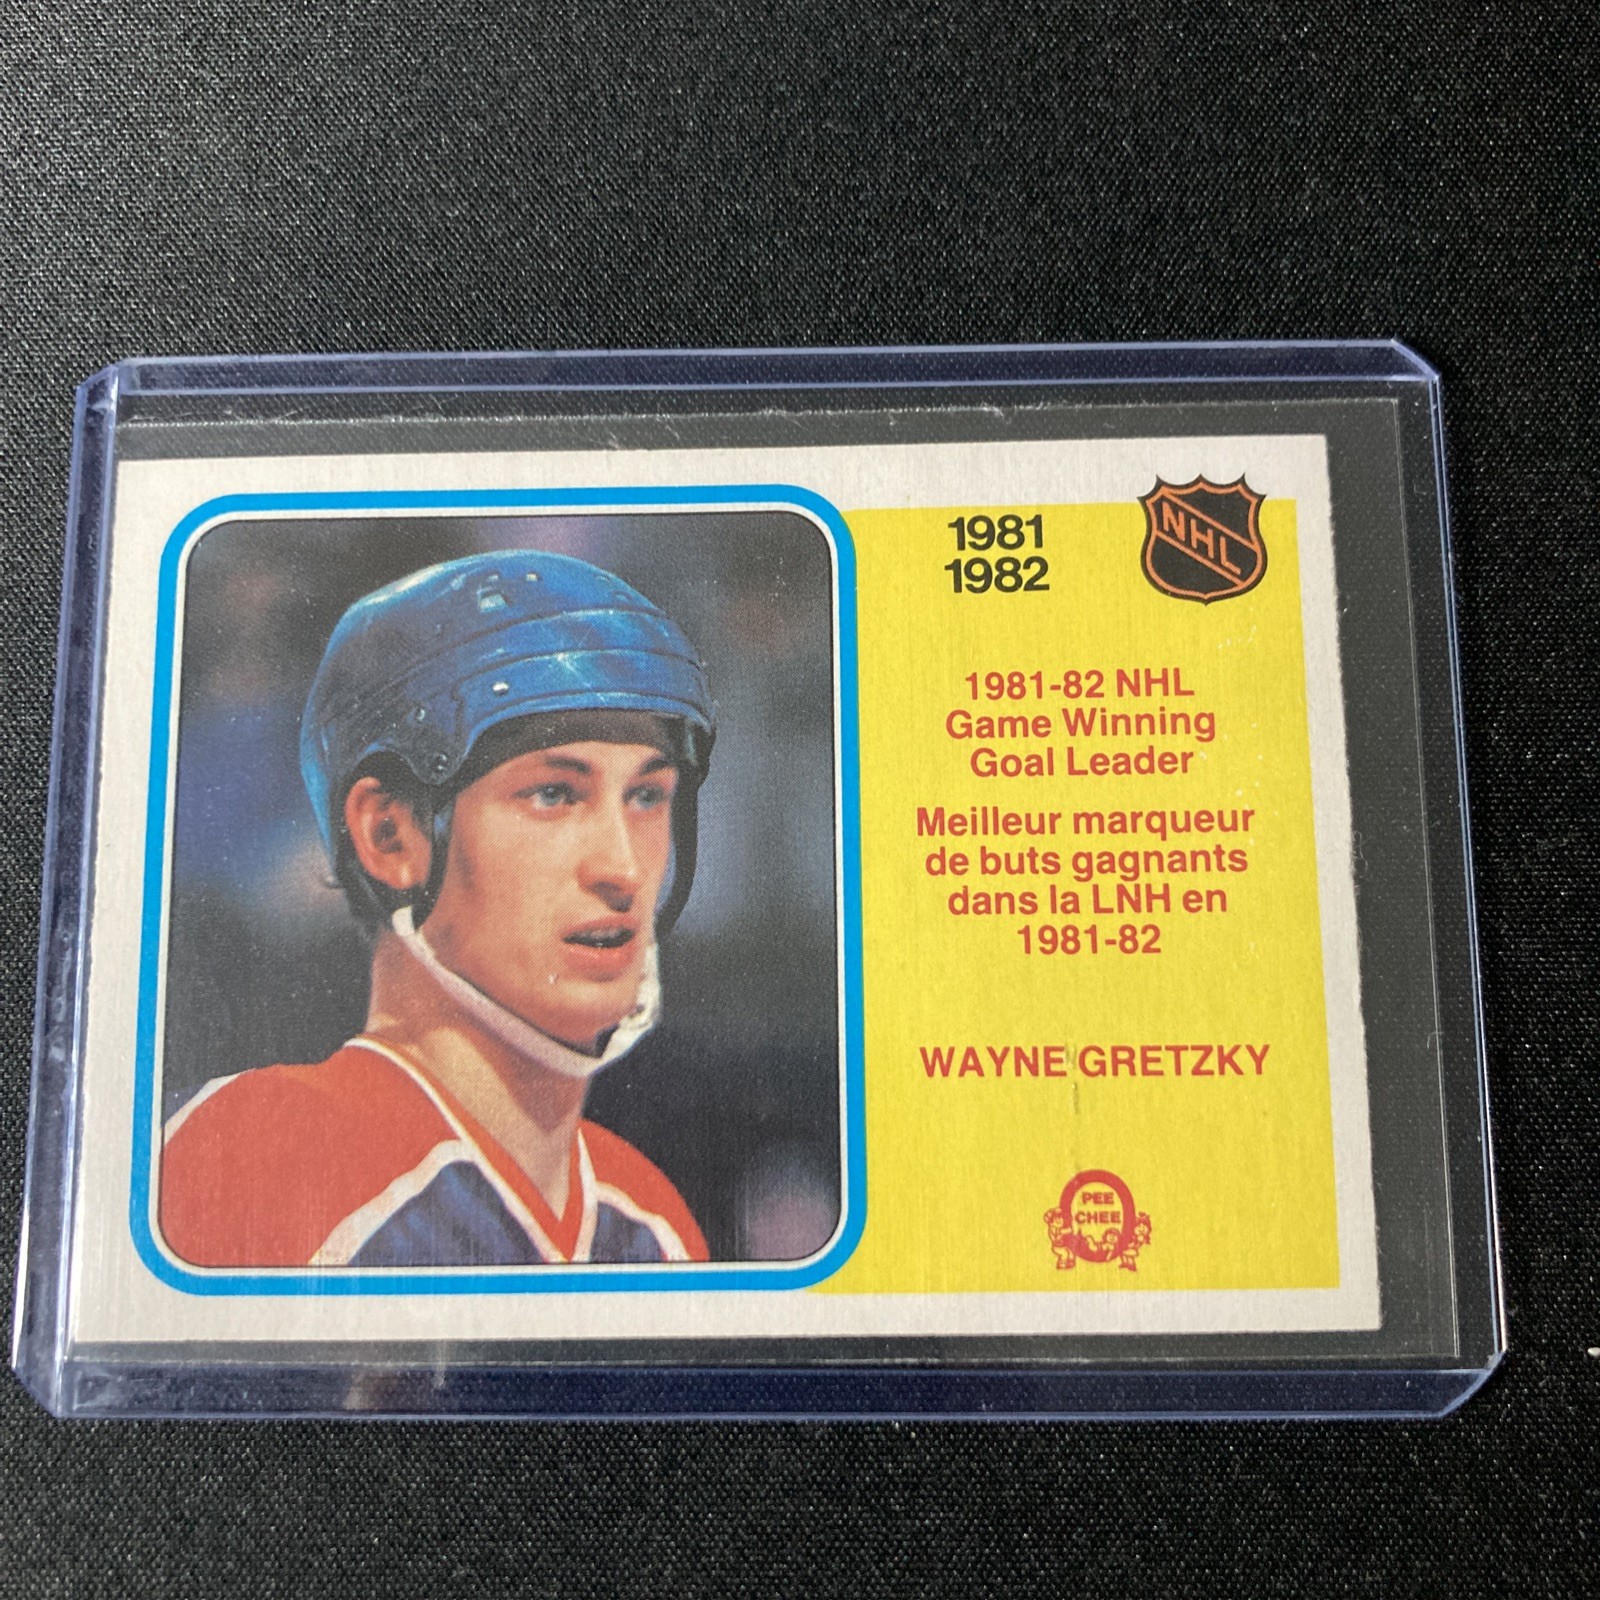 1981
1982
NHL
1981-82 NHL
Game Winning
Goal Leader
Meilleur marqueur
de buts gagnants
dans la LNH en
1981-82
WAYNE GRETZKY
PEE
CHEE